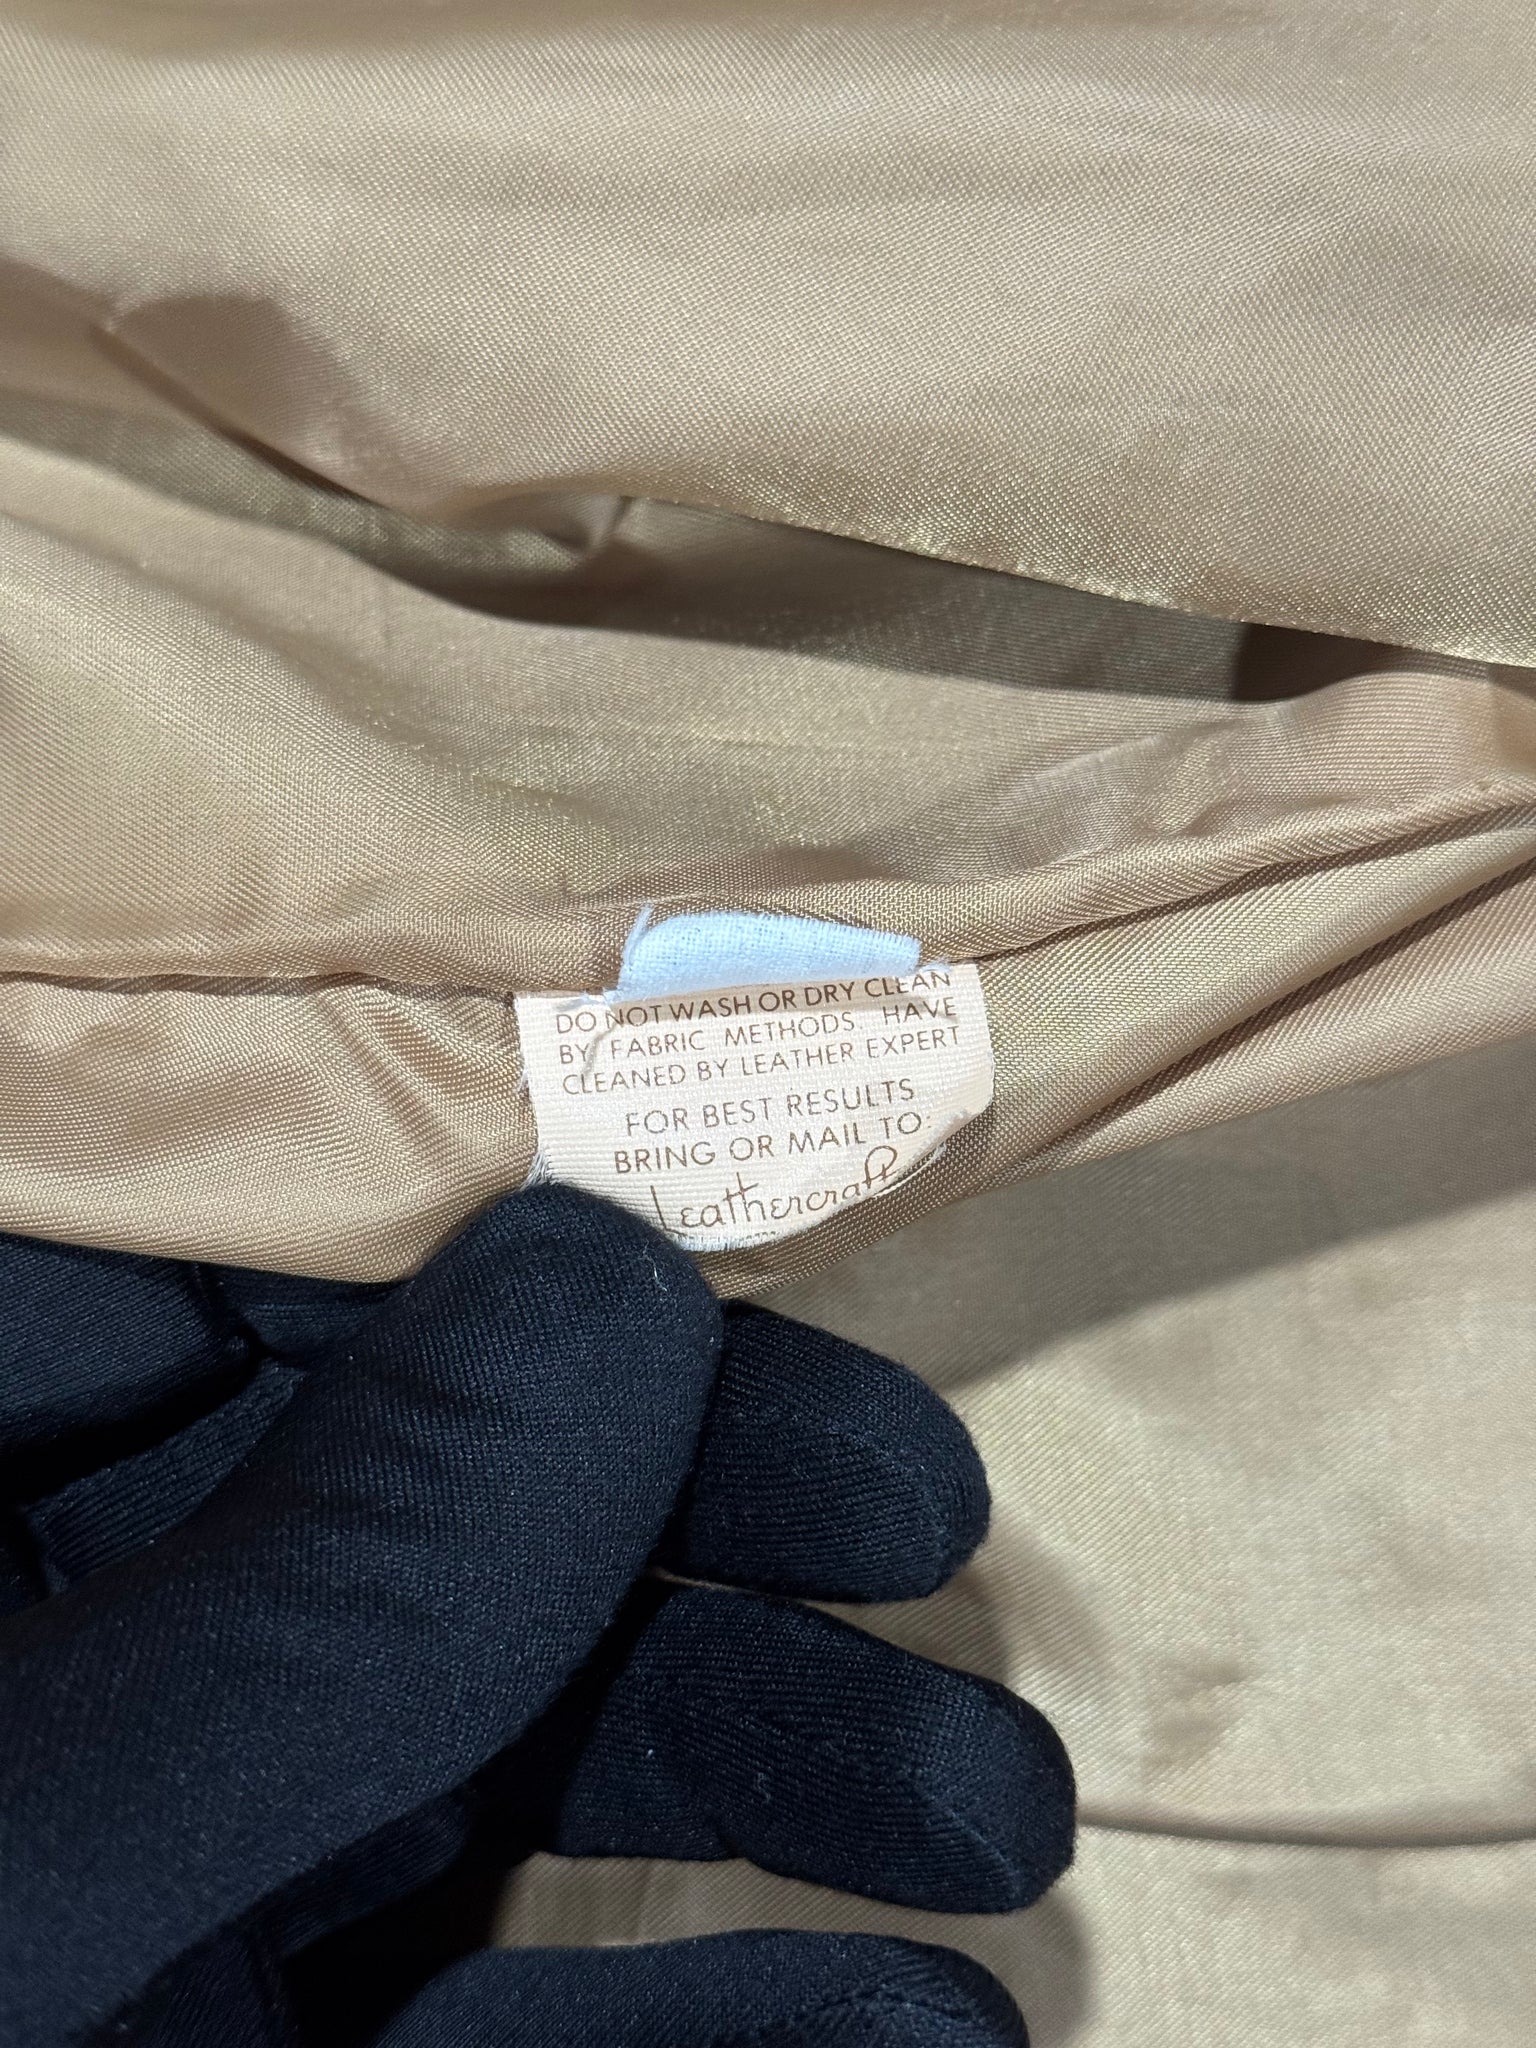 DO NOT WASH OR DRY CLEAN
BY FABRIC METHODS. HAVE
CLEANED BY LEATHER EXPERT
FOR BEST RESULTS
BRING OR MAIL TO:
Leathercraft